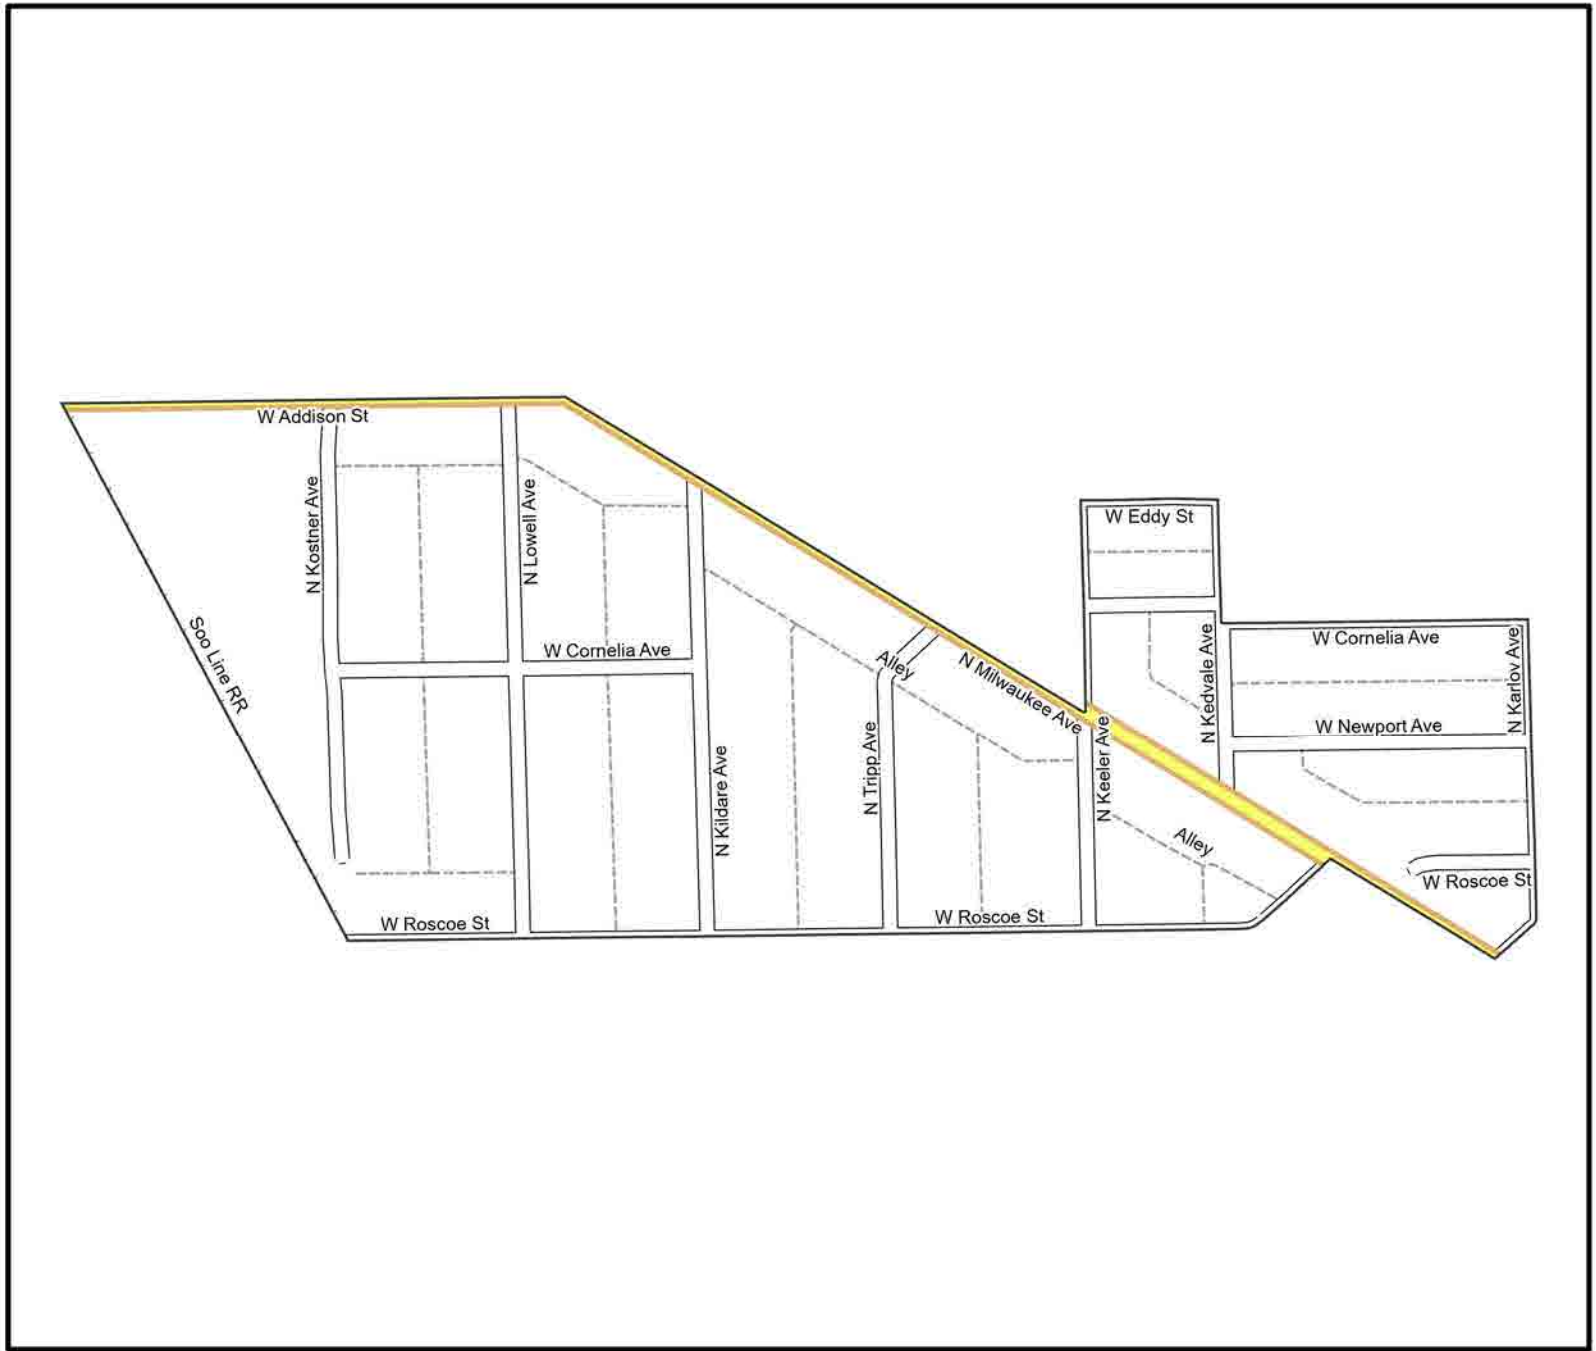 W Addison St
N Kostner Ave
N Lowell Ave
W Eddy St
Soo Line RR
W Cornelia Ave
Alley
N Milwaukee Ave
N Kedvale Ave
W Cornelia Ave
N Karlov Ave
W Newport Ave
N Kildare Ave
N Tripp Ave
N Keeler Ave
Alley
W Roscoe St
W Roscoe St
W Roscoe St